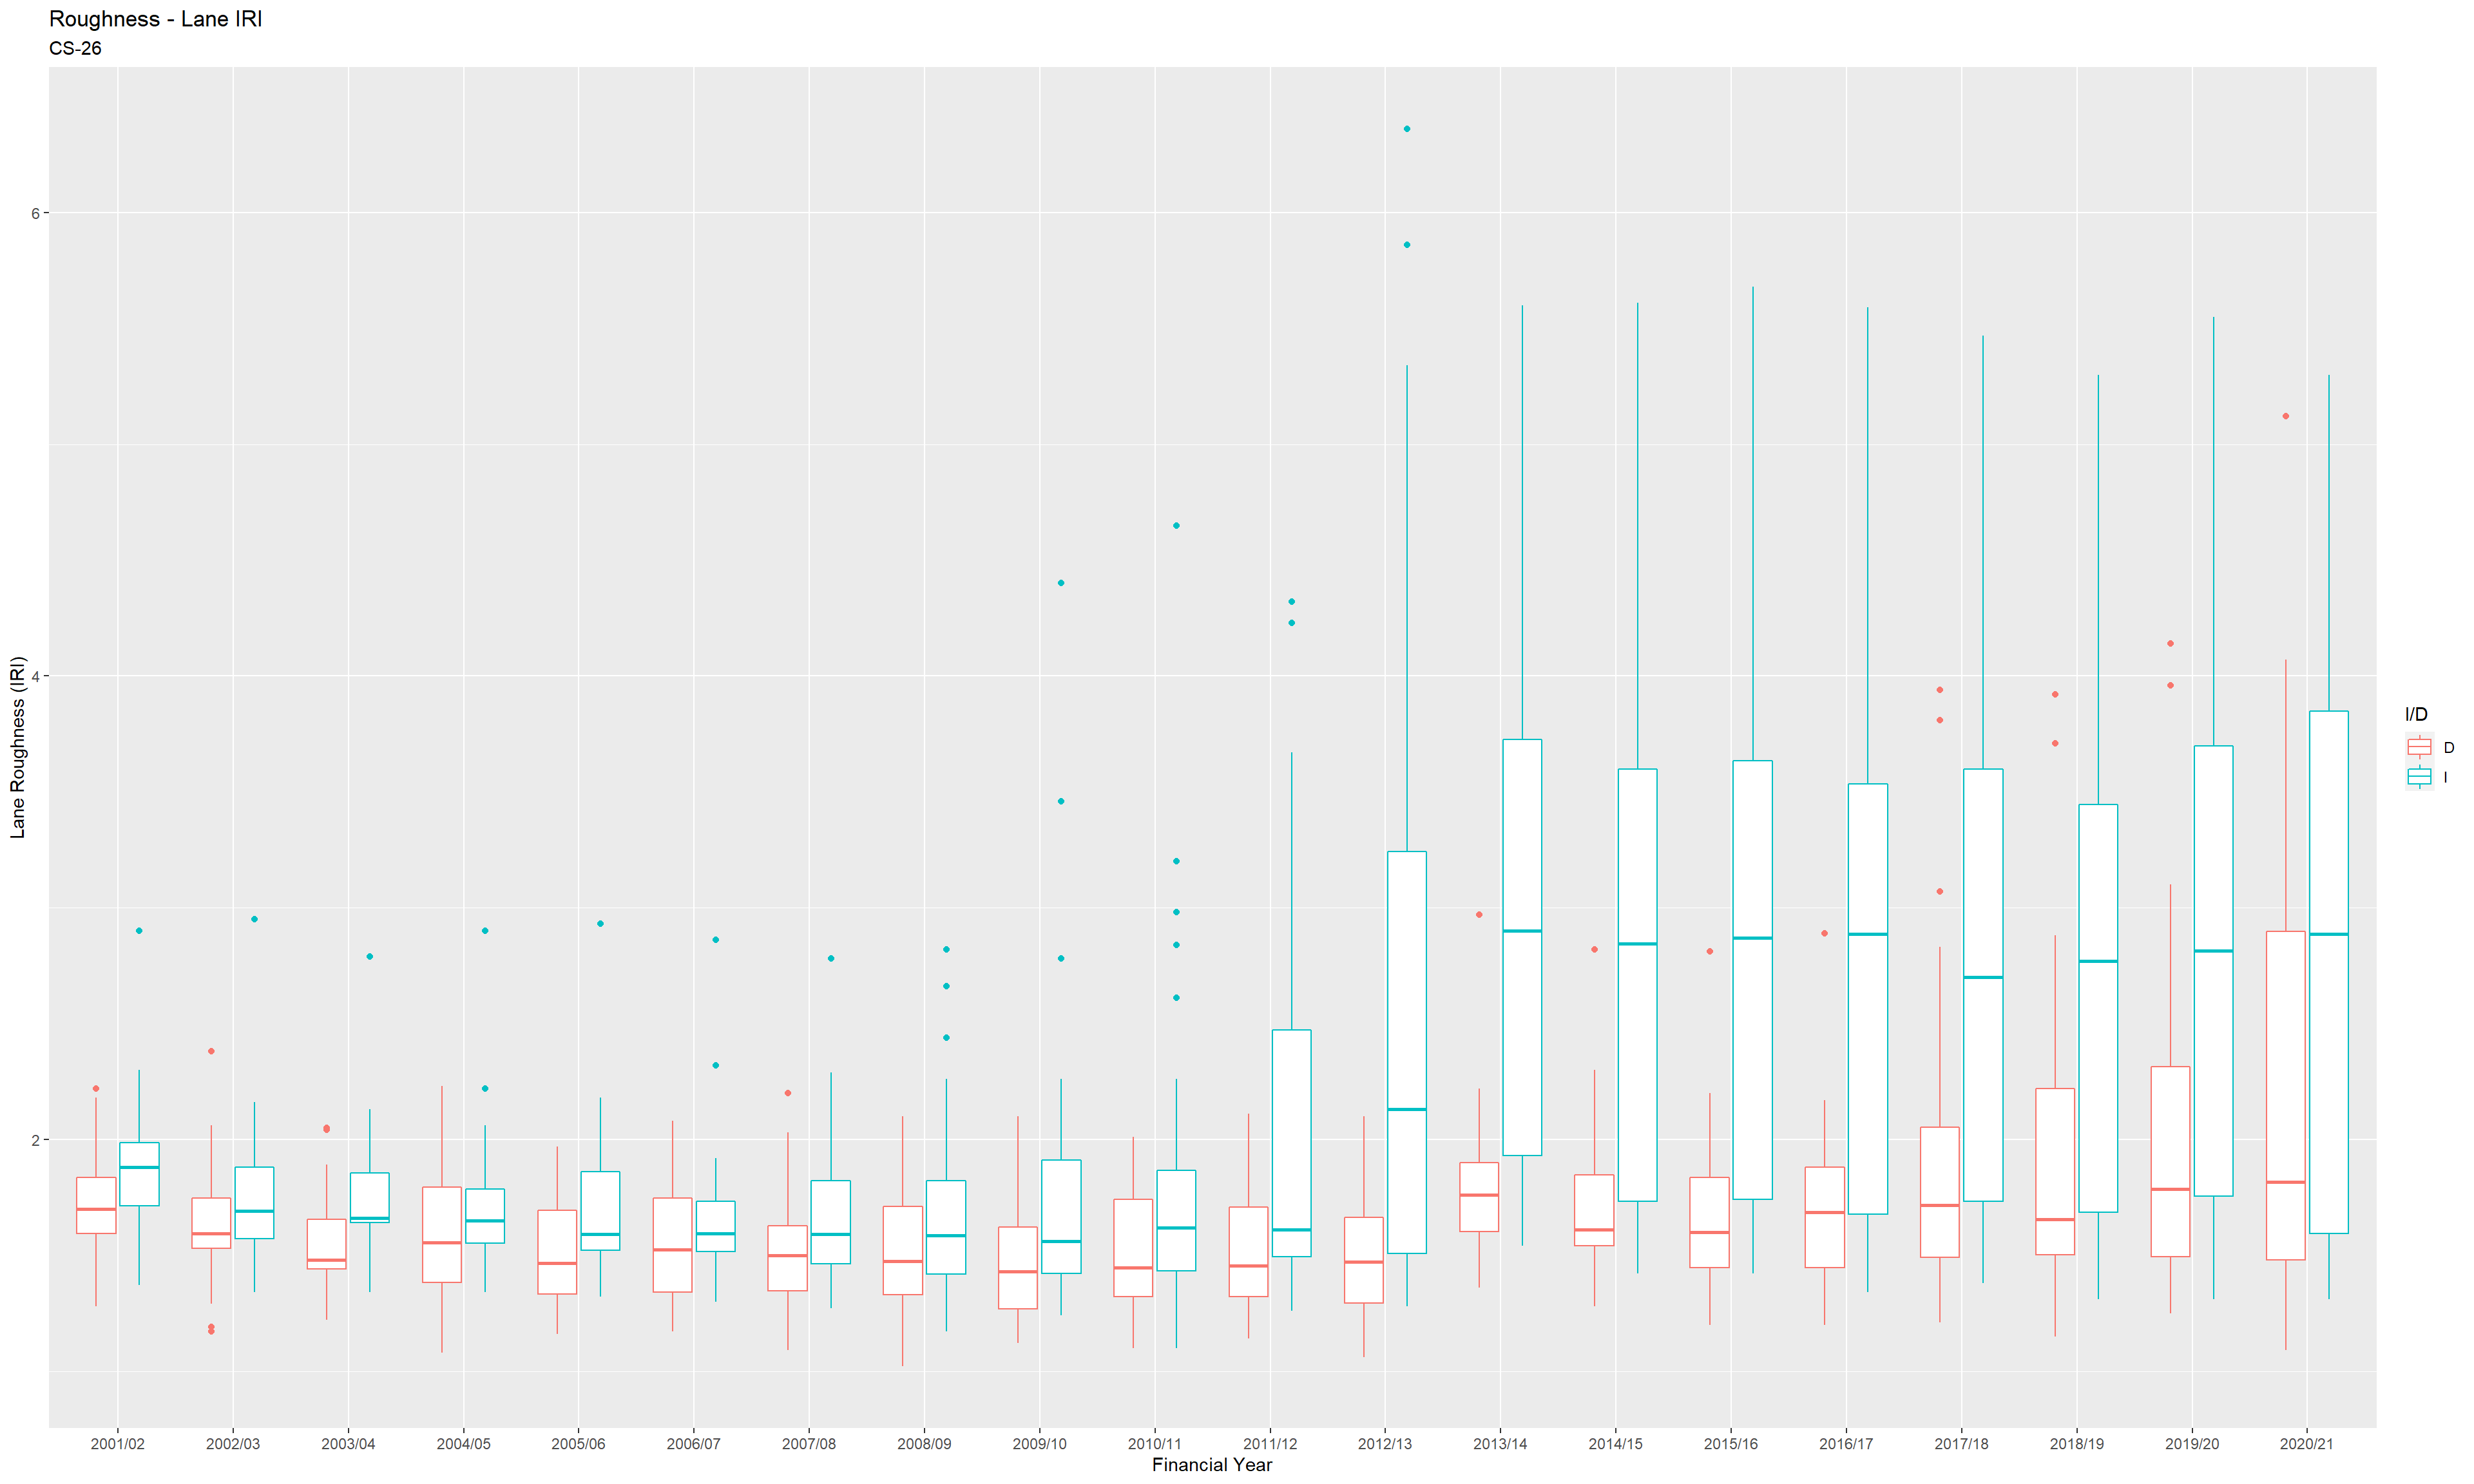 Roughness - Lane IRI
CS-26
Lane Roughness (IRI)
6
4
2
2001/02 2002/03 2003/04 2004/05 2005/06 2006/07 2007/08 2008/09 2009/10 2010/11 2011/12 2012/13 2013/14 2014/15 2015/16 2016/17 2017/18 2018/19 2019/20 2020/21
Financial Year
I/D
D
I